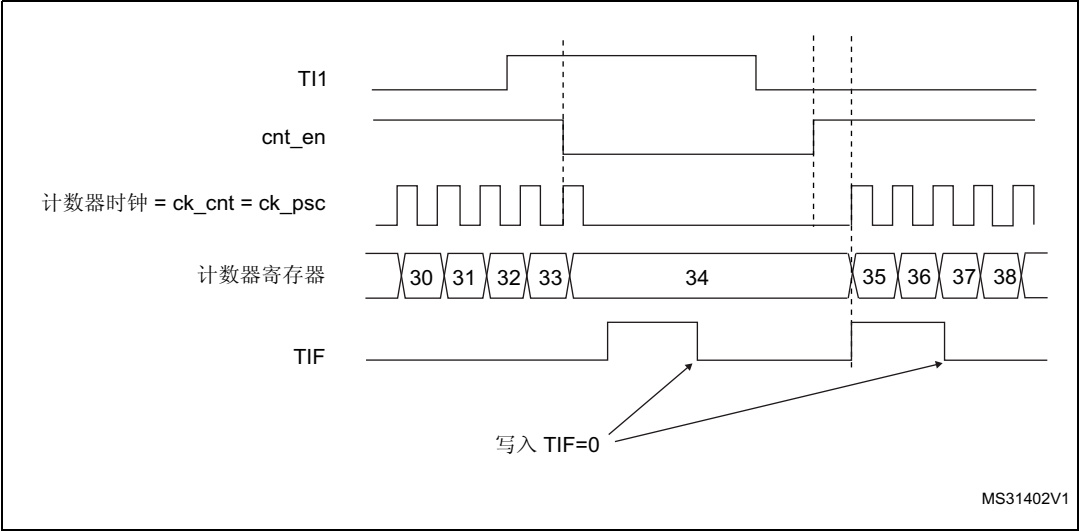 TI1
cnt_en
计数器时钟 = ck_cnt = ck_psc
计数器寄存器 30 31 32 33 34 35 36 37 38
TIF
写入 TIF=0
MS31402V1